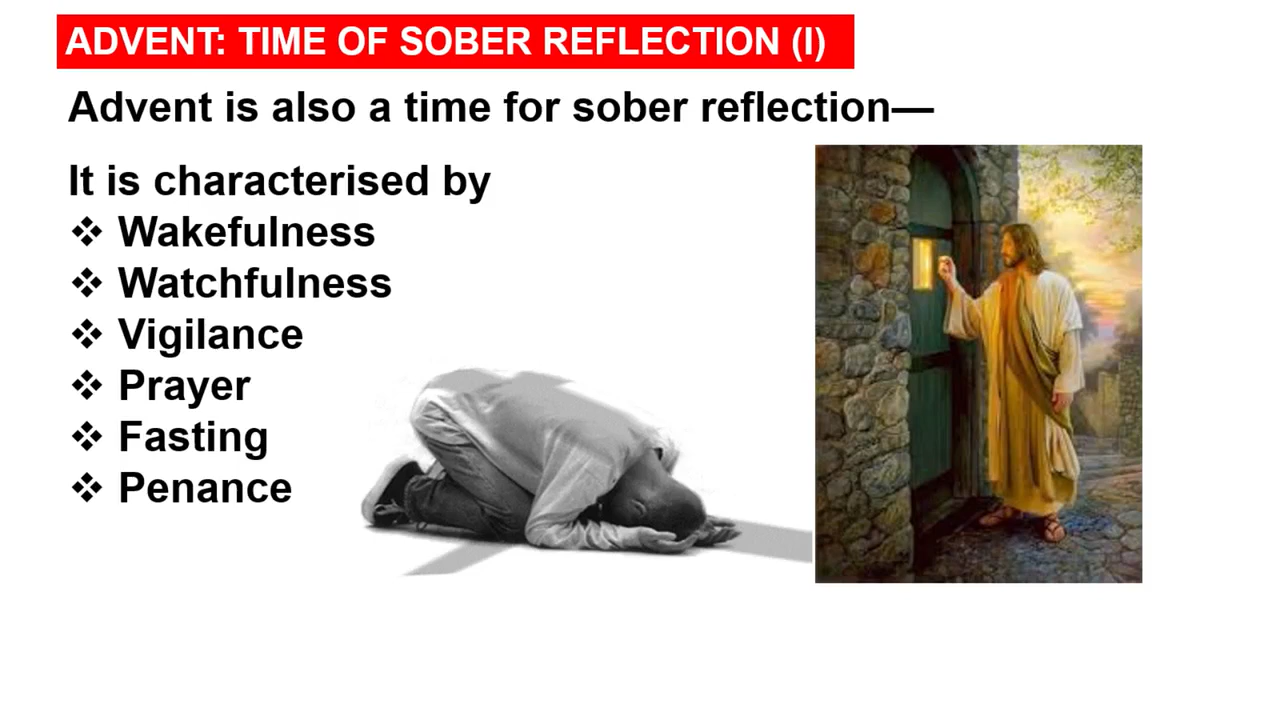 ADVENT: TIME OF SOBER REFLECTION (I)
Advent is also a time for sober reflection—
It is characterised by
❖ Wakefulness
❖ Watchfulness
❖ Vigilance
❖ Prayer
❖ Fasting
❖ Penance